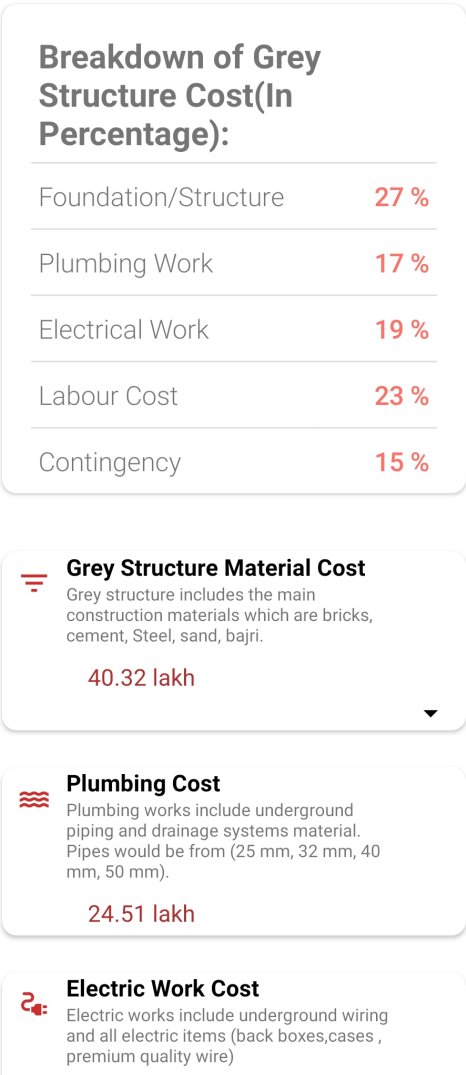 Breakdown of Grey
Structure Cost(In
Percentage):
Foundation/Structure 27 %
Plumbing Work 17 %
Electrical Work 19 %
Labour Cost 23 %
Contingency 15 %
Grey Structure Material Cost
Grey structure includes the main
construction materials which are bricks,
cement, Steel, sand, bajri.
40.32 lakh
Plumbing Cost
Plumbing works include underground
piping and drainage systems material.
Pipes would be from (25 mm, 32 mm, 40
mm, 50 mm).
24.51 lakh
Electric Work Cost
Electric works include underground wiring
and all electric items (back boxes,cases ,
premium quality wire)